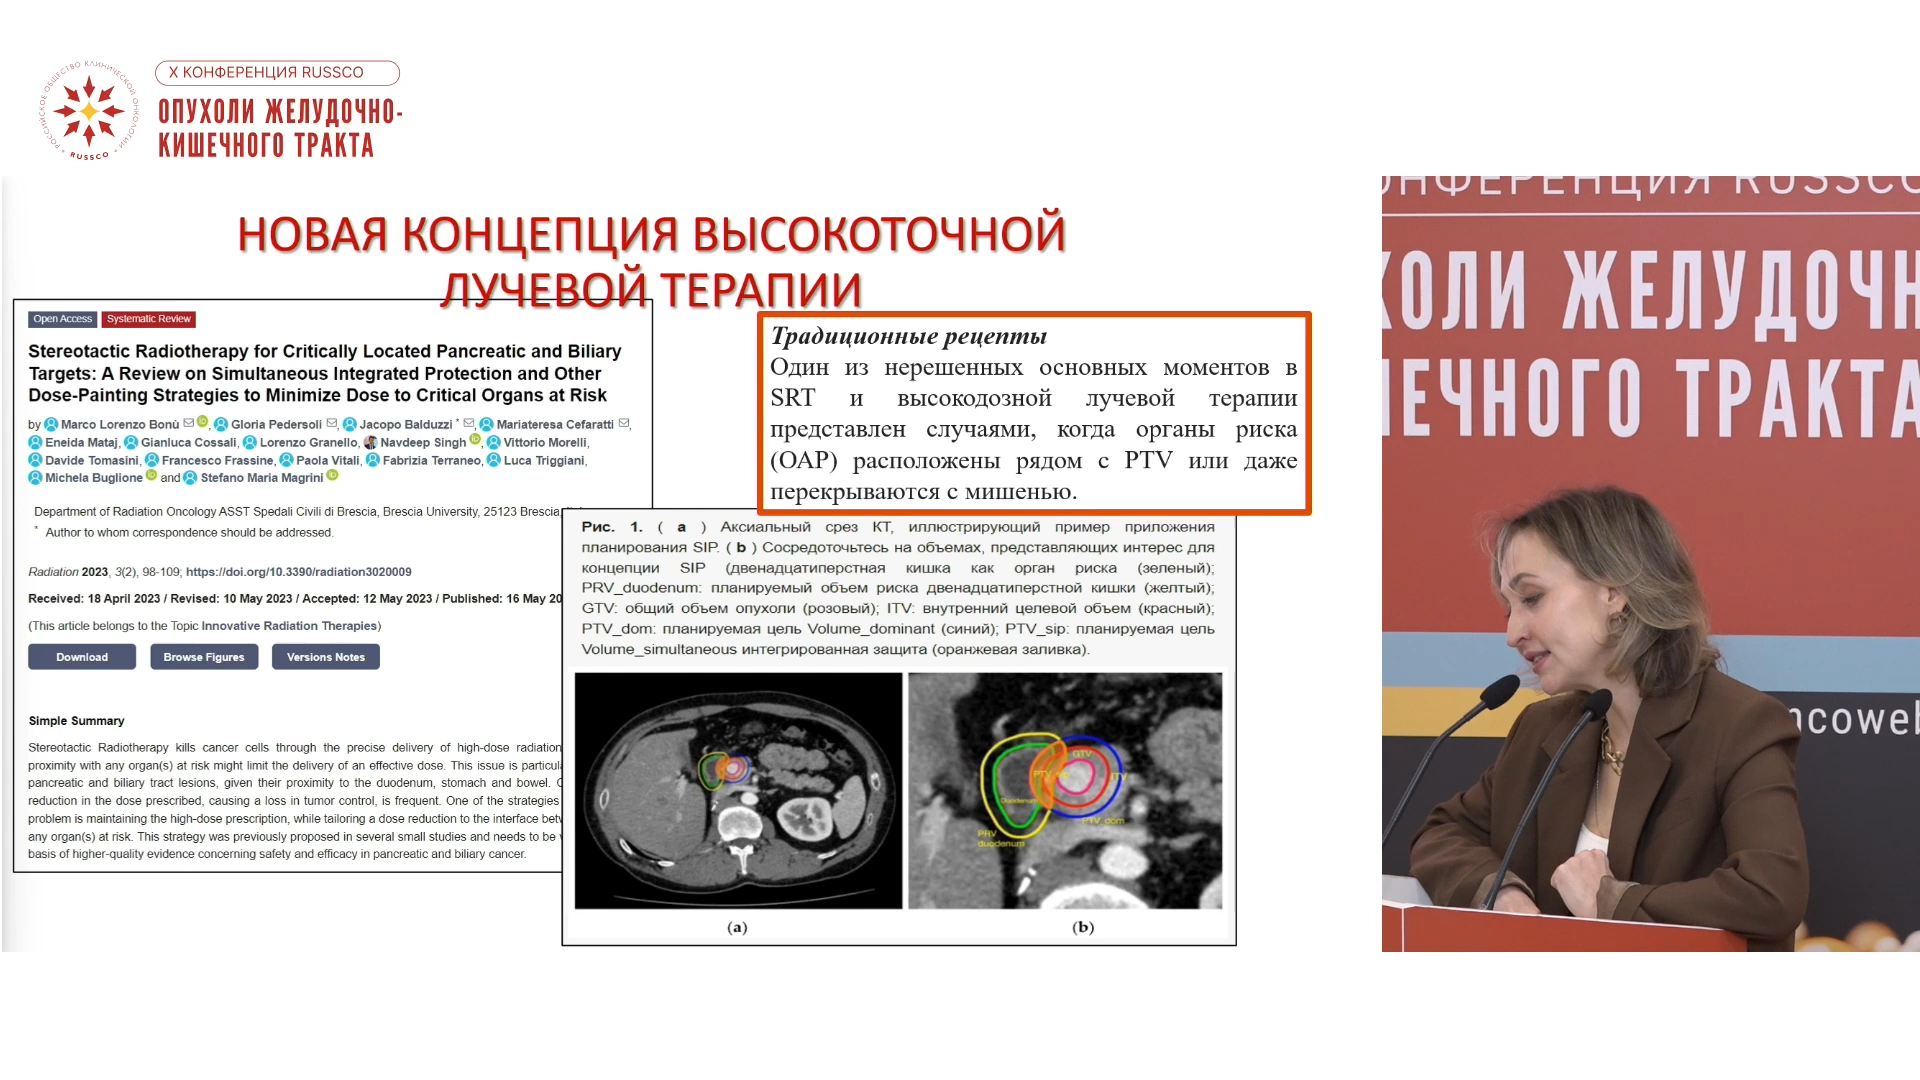 X КОНФЕРЕНЦИЯ RUSSCO
ОПУХОЛИ ЖЕЛУДОЧНО-
КИШЕЧНОГО ТРАКТА
РОССИЙСКОЕ ОБЩЕСТВО КЛИНИЧЕСКОЙ ОНКОЛОГИИ
RUSSCO
НОВАЯ КОНЦЕПЦИЯ ВЫСОКОТОЧНОЙ
ЛУЧЕВОЙ ТЕРАПИИ
Open Access Systematic Review
Stereotactic Radiotherapy for Critically Located Pancreatic and Biliary
Targets: A Review on Simultaneous Integrated Protection and Other
Dose-Painting Strategies to Minimize Dose to Critical Organs at Risk
by Marco Lorenzo Bonù, Gloria Pedersoli, Jacopo Balduzzi *, Mariateresa Cefaratti,
Eneida Mataj, Gianluca Cossali, Lorenzo Granello, Navdeep Singh, Vittorio Morelli,
Davide Tomasini, Francesco Frassine, Paola Vitali, Fabrizia Terraneo, Luca Triggiani,
Michela Buglione and Stefano Maria Magrini
Department of Radiation Oncology ASST Spedali Civili di Brescia, Brescia University, 25123 Brescia,
* Author to whom correspondence should be addressed.
Radiation 2023, 3(2), 98-109; https://doi.org/10.3390/radiation3020009
Received: 18 April 2023 / Revised: 10 May 2023 / Accepted: 12 May 2023 / Published: 16 May 20
(This article belongs to the Topic Innovative Radiation Therapies)
Download Browse Figures Versions Notes
Simple Summary
Stereotactic Radiotherapy kills cancer cells through the precise delivery of high-dose radiation
proximity with any organ(s) at risk might limit the delivery of an effective dose. This issue is particul
pancreatic and biliary tract lesions, given their proximity to the duodenum, stomach and bowel.
reduction in the dose prescribed, causing a loss in tumor control, is frequent. One of the strategies
problem is maintaining the high-dose prescription, while tailoring a dose reduction to the interface bet
any organ(s) at risk. This strategy was previously proposed in several small studies and needs to be
basis of higher-quality evidence concerning safety and efficacy in pancreatic and biliary cancer.
Традиционные рецепты
Один из нерешенных основных моментов в
SRT и высокодозной лучевой терапии
представлен случаями, когда органы риска
(ОАР) расположены рядом с PTV или даже
перекрываются с мишенью.
Рис. 1. ( a ) Аксиальный срез КТ, иллюстрирующий пример приложения
планирования SIP. ( b ) Сосредоточьтесь на объемах, представляющих интерес для
концепции SIP (двенадцатиперстная кишка как орган риска (зеленый);
PRV_duodenum: планируемый объем риска двенадцатиперстной кишки (желтый);
GTV: общий объем опухоли (розовый); ITV: внутренний целевой объем (красный);
PTV_dom: планируемая цель Volume_dominant (синий); PTV_sip: планируемая цель
Volume_simultaneous интегрированная защита (оранжевая заливка).
GTV
PTV
ITV
Duodenum
PTV_dom
PRV
duodenum
(a)
(b)
ОНФЕРЕНЦИЯ RUSSCO
ХОЛИ ЖЕЛУДОЧН
ШЕЧНОГО ТРАКТА
ncoweb